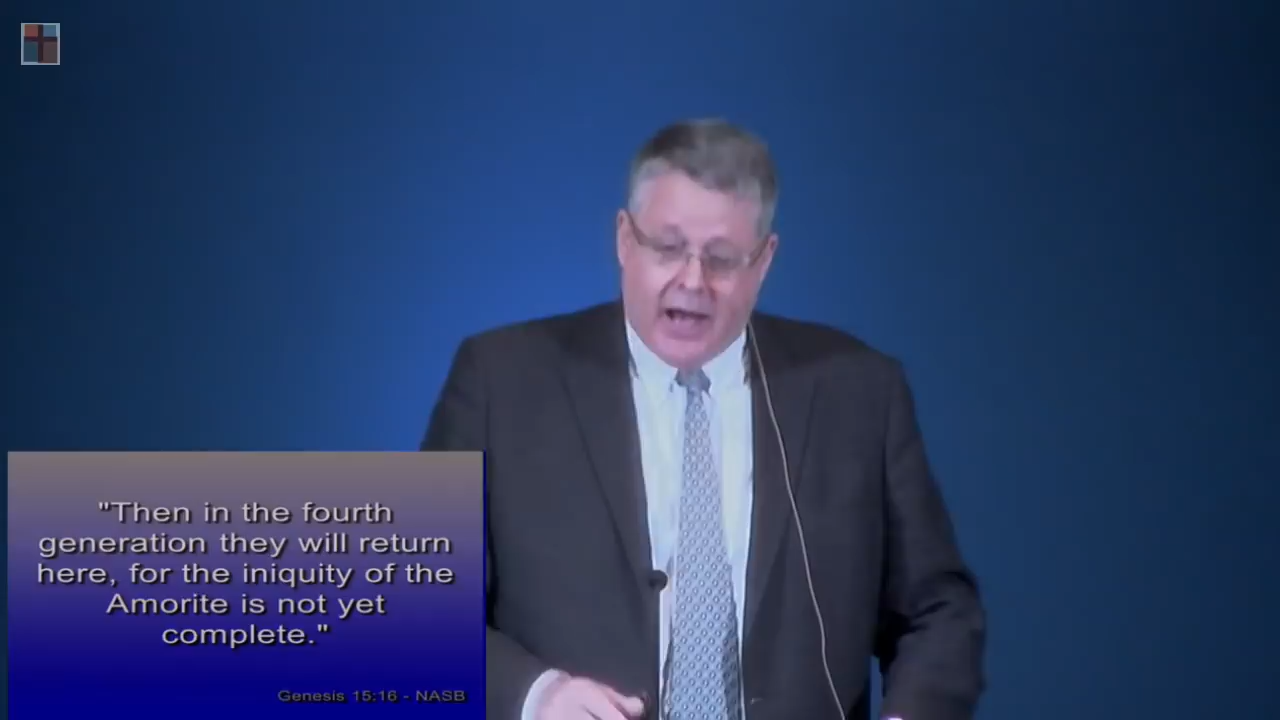 "Then in the fourth
generation they will return
here, for the iniquity of the
Amorite is not yet
complete."
Genesis 15:16 - NASB